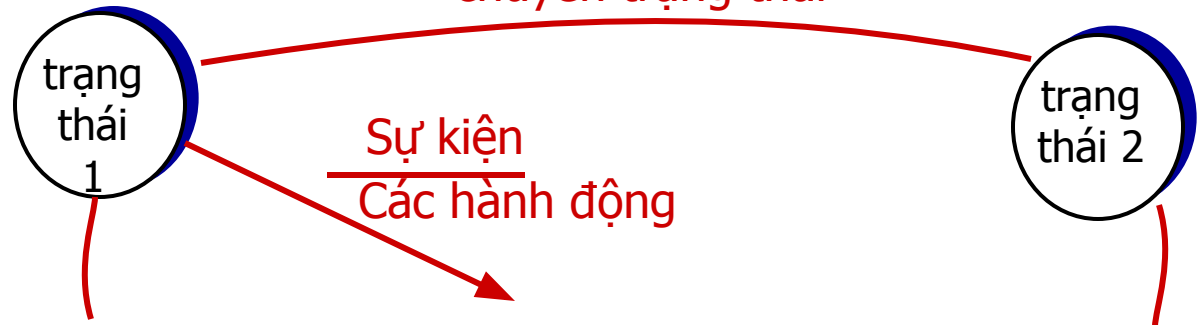 trạng
thái
1
Sự kiện
Các hành động
trạng
thái 2